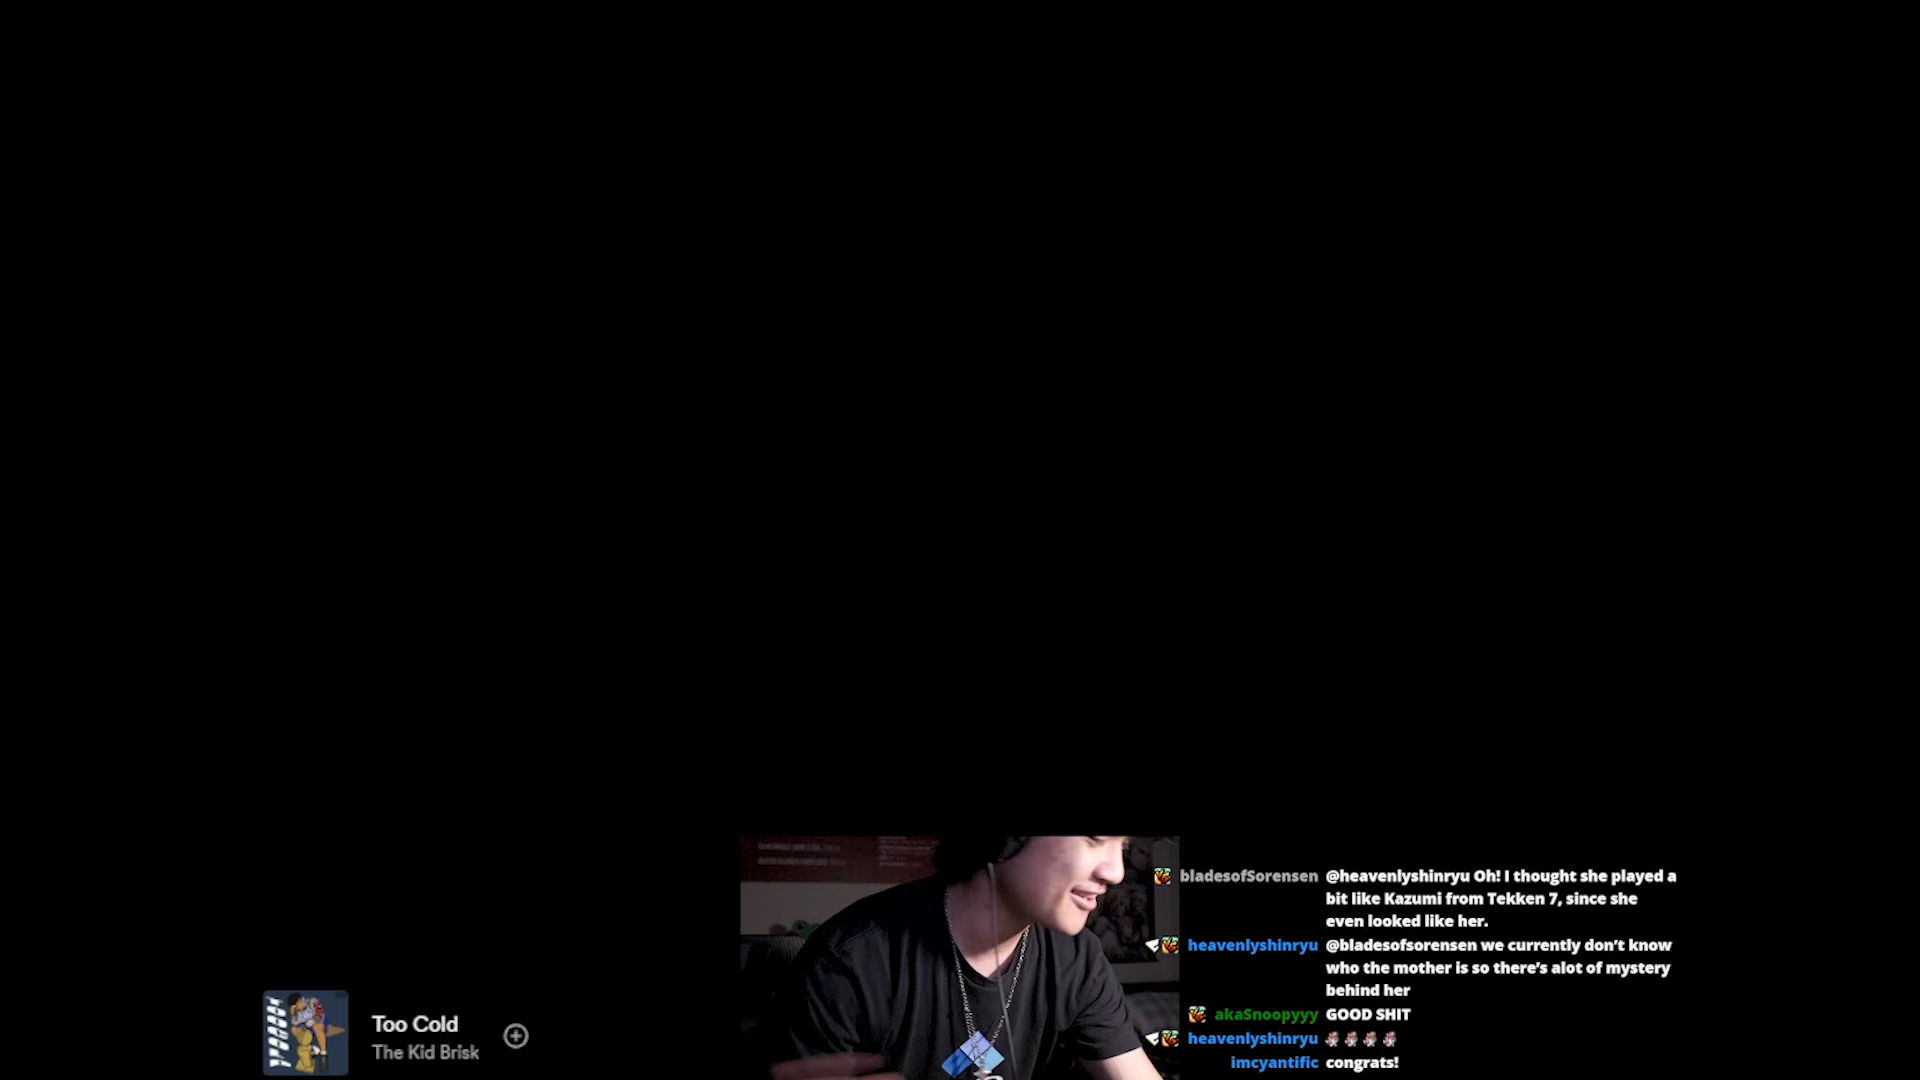 bladesofSorensen @heavenlyshinryu Oh! I thought she played a
bit like Kazumi from Tekken 7, since she
even looked like her.
heavenlyshinryu @bladesofsorensen we currently don't know
who the mother is so there's alot of mystery
behind her
akaSnoopyyy GOOD SHIT
heavenlyshinryu
imcyantific congrats!
Too Cold
The Kid Brisk